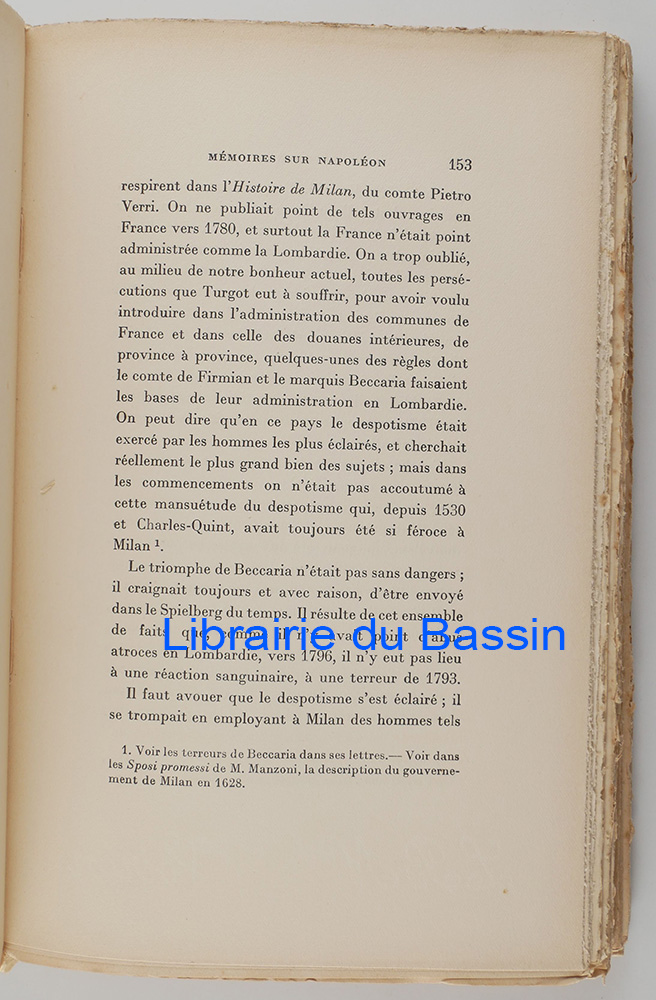 MÉMOIRES SUR NAPOLÉON 153
respirent dans l'Histoire de Milan, du comte Pietro
Verri. On ne publiait point de tels ouvrages en
France vers 1780, et surtout la France n'était point
administrée comme la Lombardie. On a trop oublié,
au milieu de notre bonheur actuel, toutes les persé-
cutions que Turgot eut à souffrir, pour avoir voulu
introduire dans l'administration des communes de
France et dans celle des douanes intérieures, de
province à province, quelques-unes des règles dont
le comte de Firmian et le marquis Beccaria faisaient
les bases de leur administration en Lombardie.
On peut dire qu'en ce pays le despotisme était
exercé par les hommes les plus éclairés, et cherchait
réellement le plus grand bien des sujets ; mais dans
les commencements on n'était pas accoutumé à
cette mansuétude du despotisme qui, depuis 1530
et Charles-Quint, avait toujours été si féroce à
Milan ¹.
Le triomphe de Beccaria n'était pas sans dangers ;
il craignait toujours et avec raison, d'être envoyé
dans le Spielberg du temps. Il résulte de cet ensemble
de faits que, comme il n'y avait point d'abus
Librairie du Bassin
atroces en Lombardie, vers 1796, il n'y eut pas lieu
à une réaction sanguinaire, à une terreur de 1793.
Il faut avouer que le despotisme s'est éclairé ; il
se trompait en employant à Milan des hommes tels
1. Voir les terreurs de Beccaria dans ses lettres.— Voir dans
les Sposi promessi de M. Manzoni, la description du gouverne-
ment de Milan en 1628.